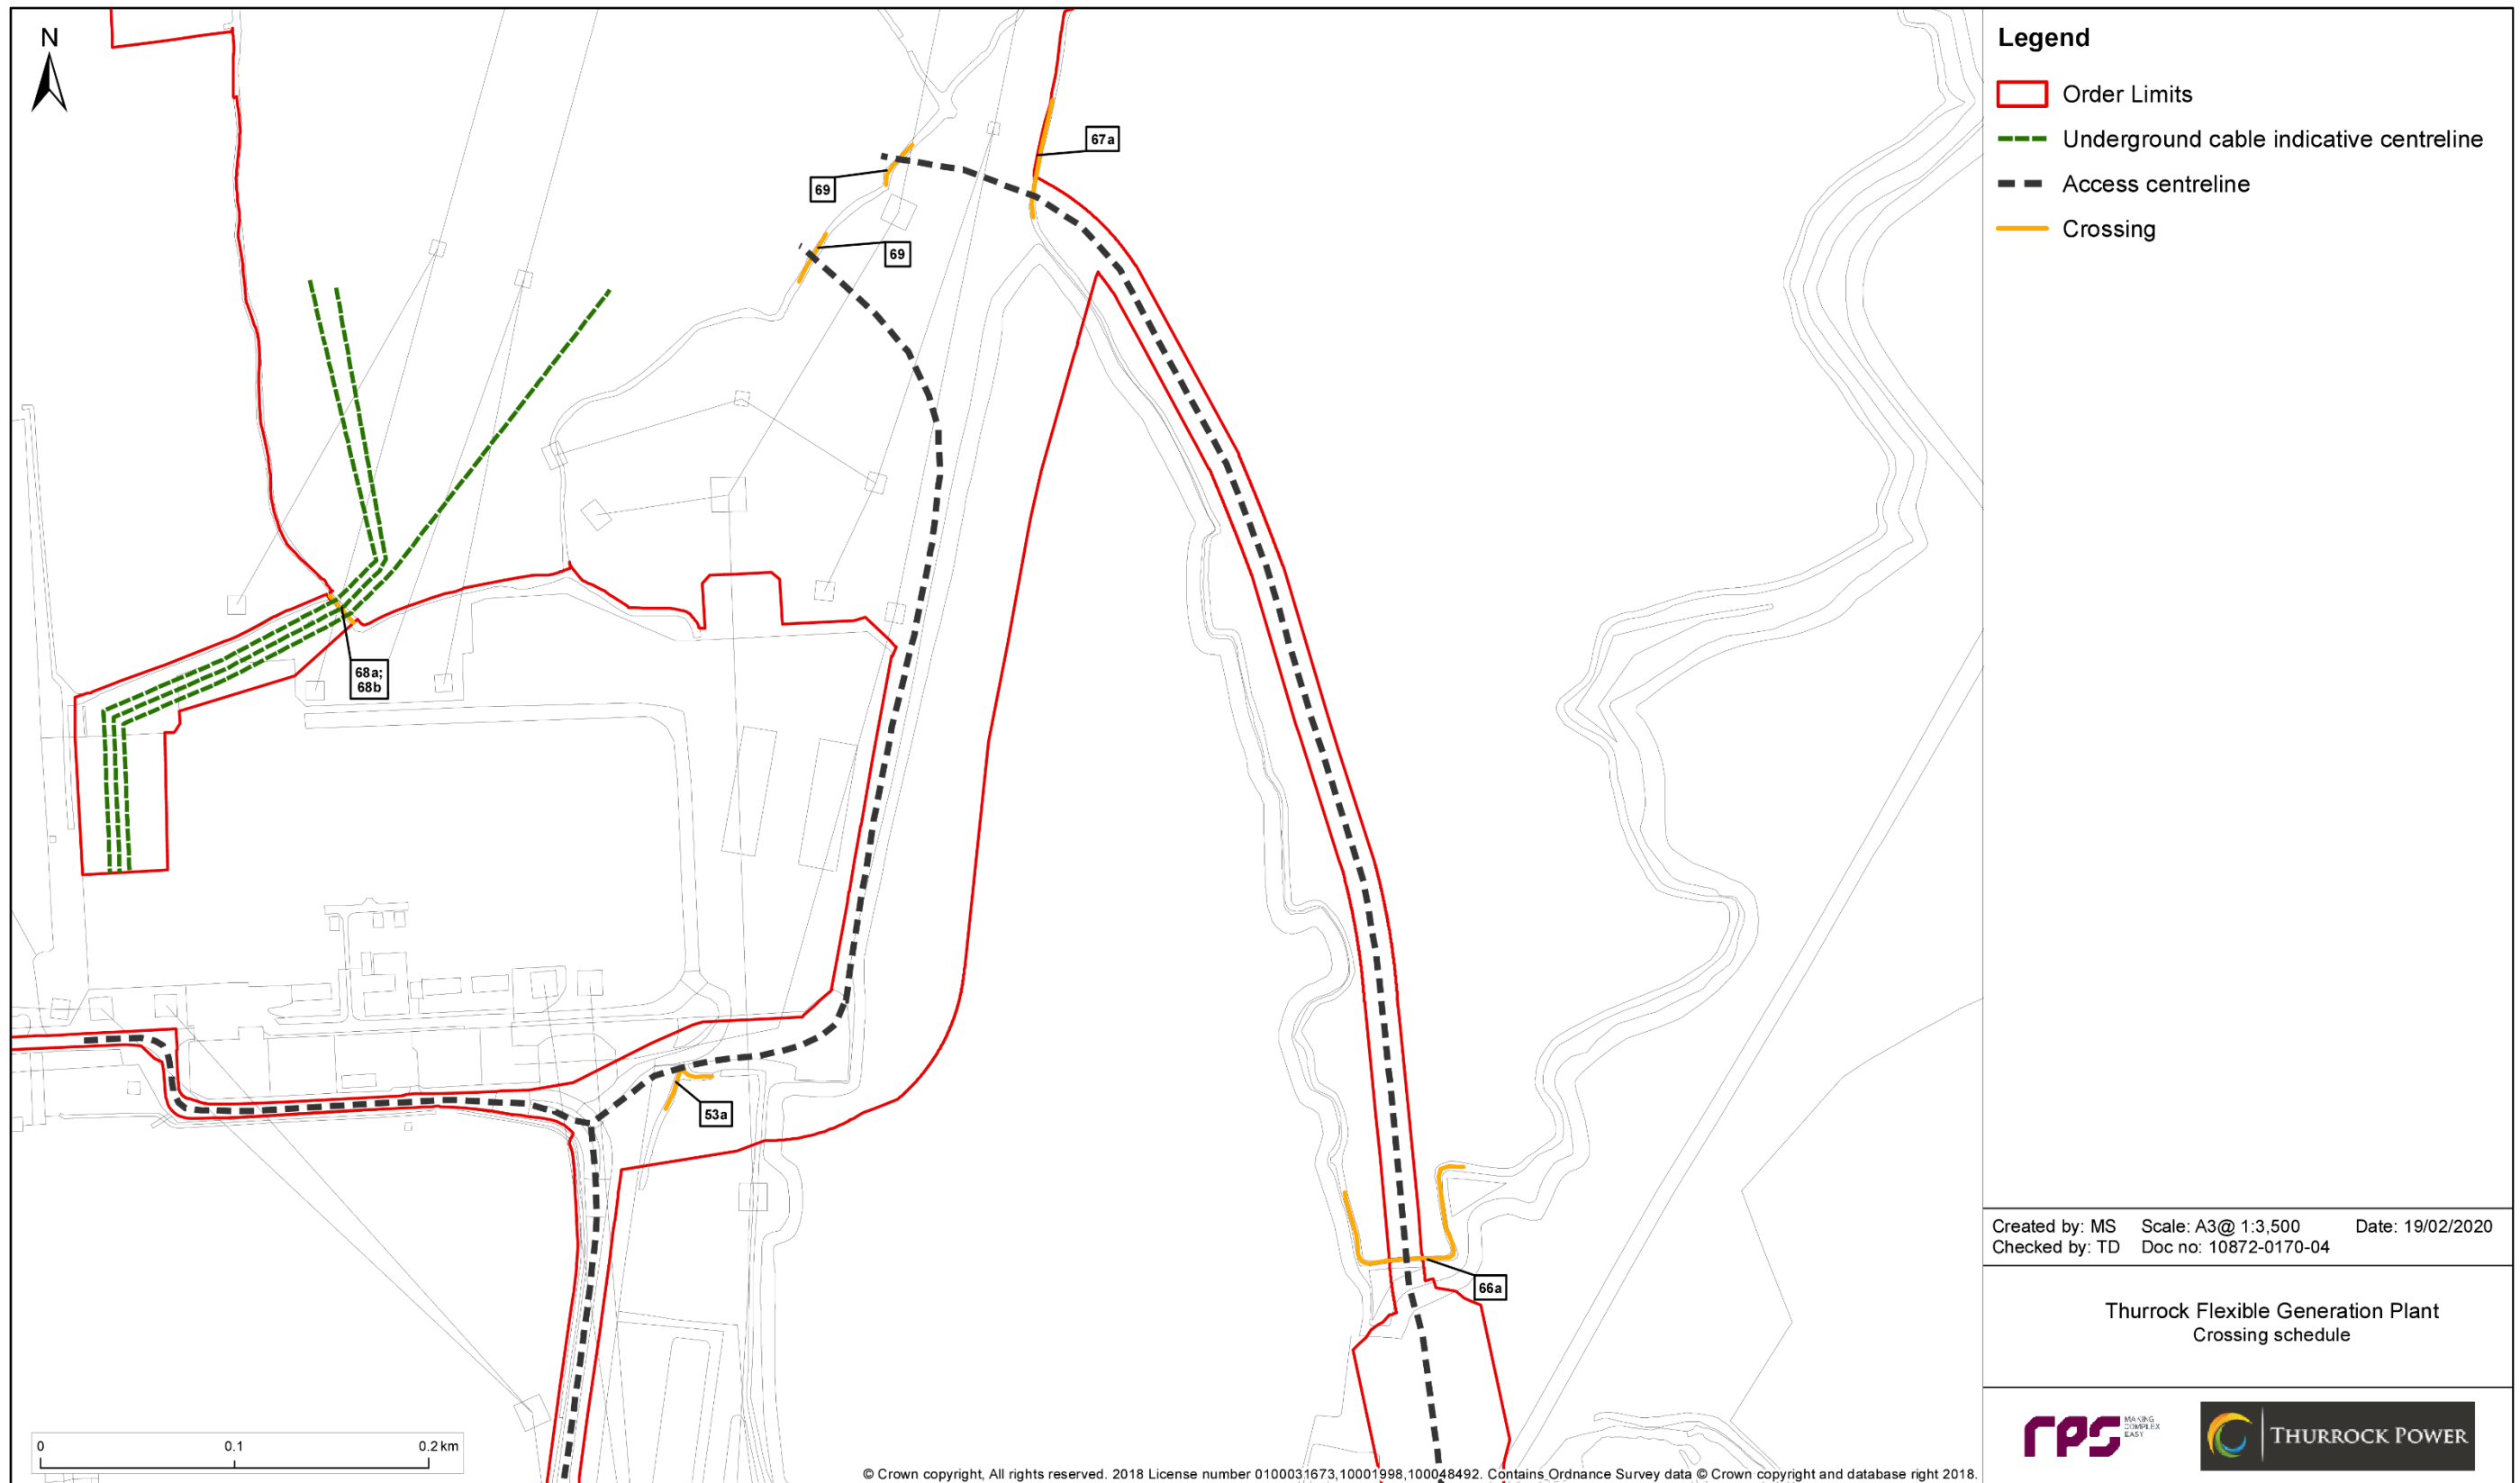 N
67a
69
69
68a;
68b
53a
66a
0 0.1 0.2 km
© Crown copyright, All rights reserved. 2018 License number 0100031673,10001998,100048492. Contains Ordnance Survey data © Crown copyright and database right 2018.
Legend
Order Limits
Underground cable indicative centreline
Access centreline
Crossing
Created by: MS Scale: A3@ 1:3,500 Date: 19/02/2020
Checked by: TD Doc no: 10872-0170-04
Thurrock Flexible Generation Plant
Crossing schedule
rps MAKING
COMPLEX
EASY
THURROCK POWER